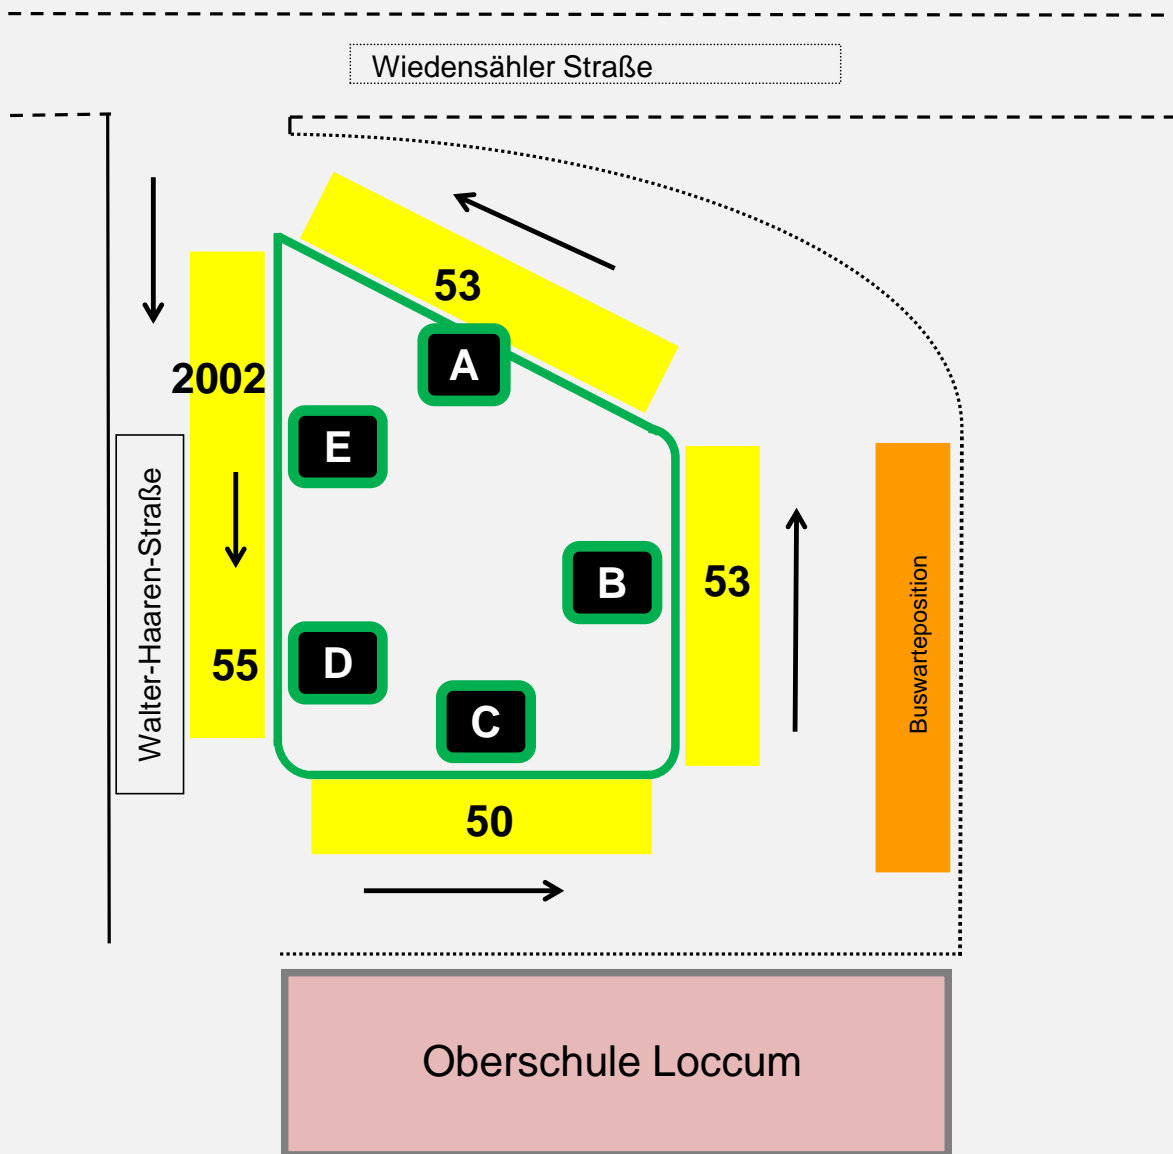 Wiedensähler Straße
53
A
2002
E
Walter-Haaren-Straße
B
53
Buswarteposition
55
D
C
50
Oberschule Loccum